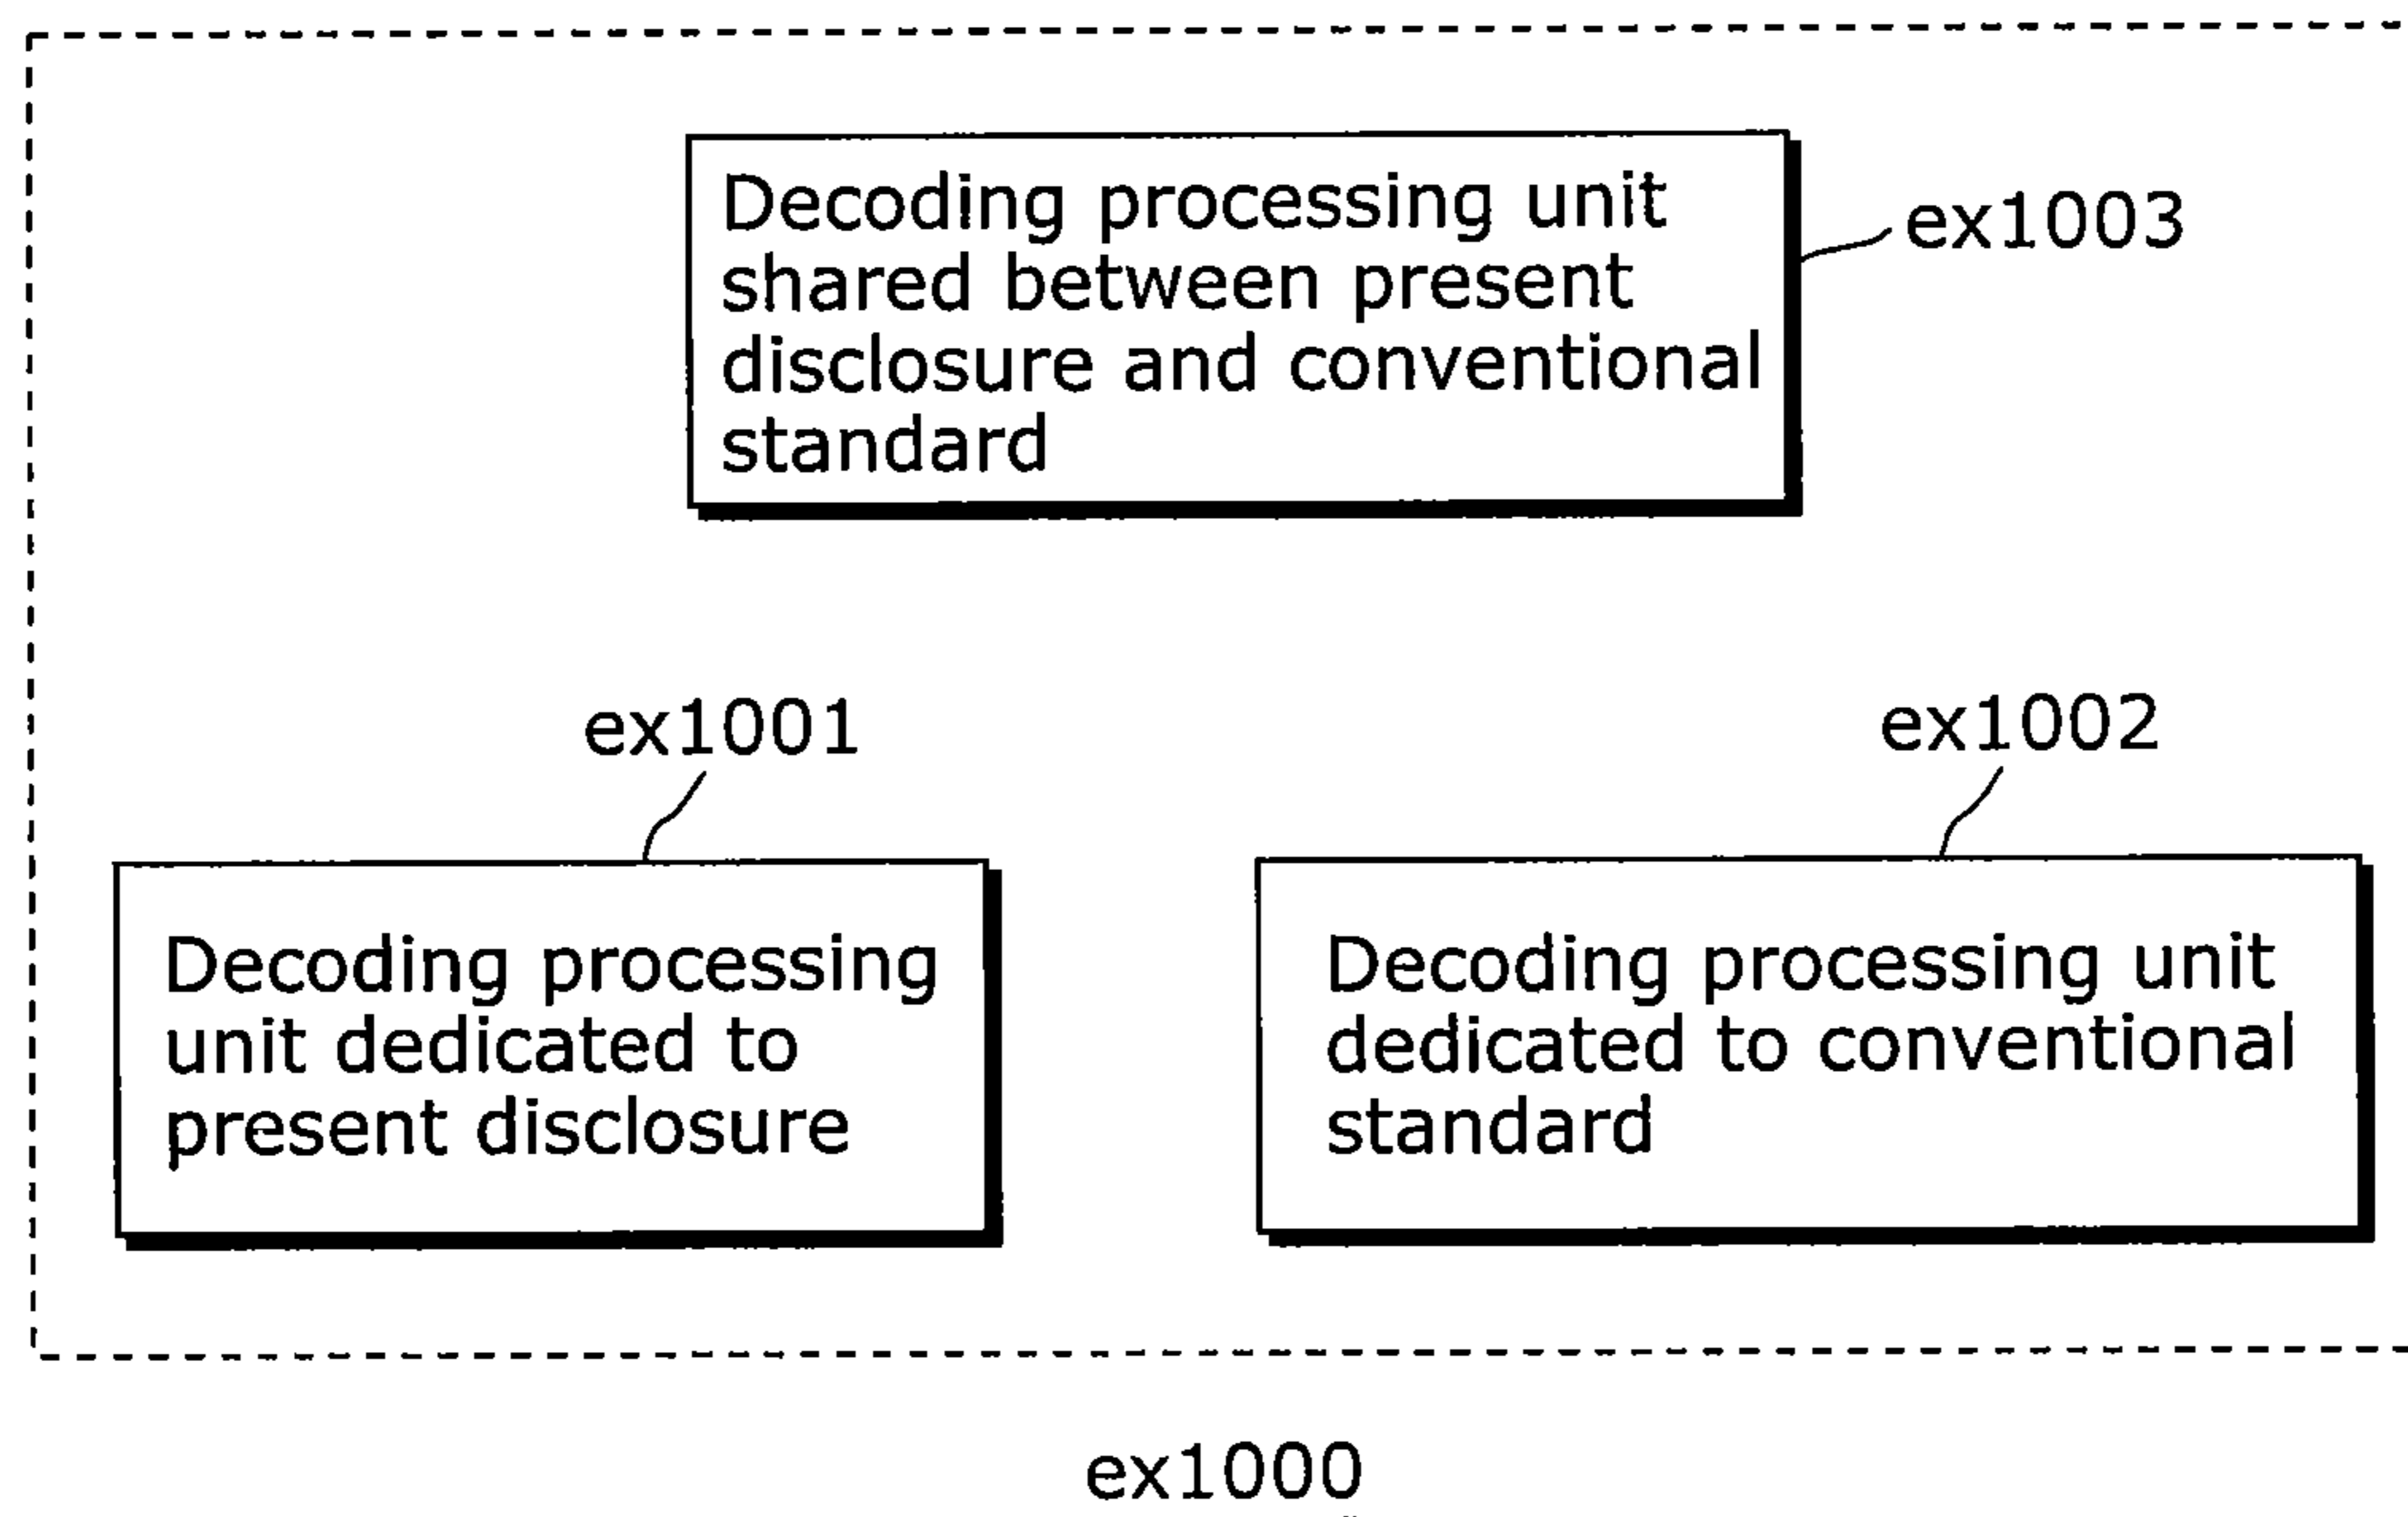 Decoding processing unit
shared between present
disclosure and conventional
standard
ex1003
ex1001
ex1002
Decoding processing
unit dedicated to
present disclosure
Decoding processing unit
dedicated to conventional
standard
ex1000